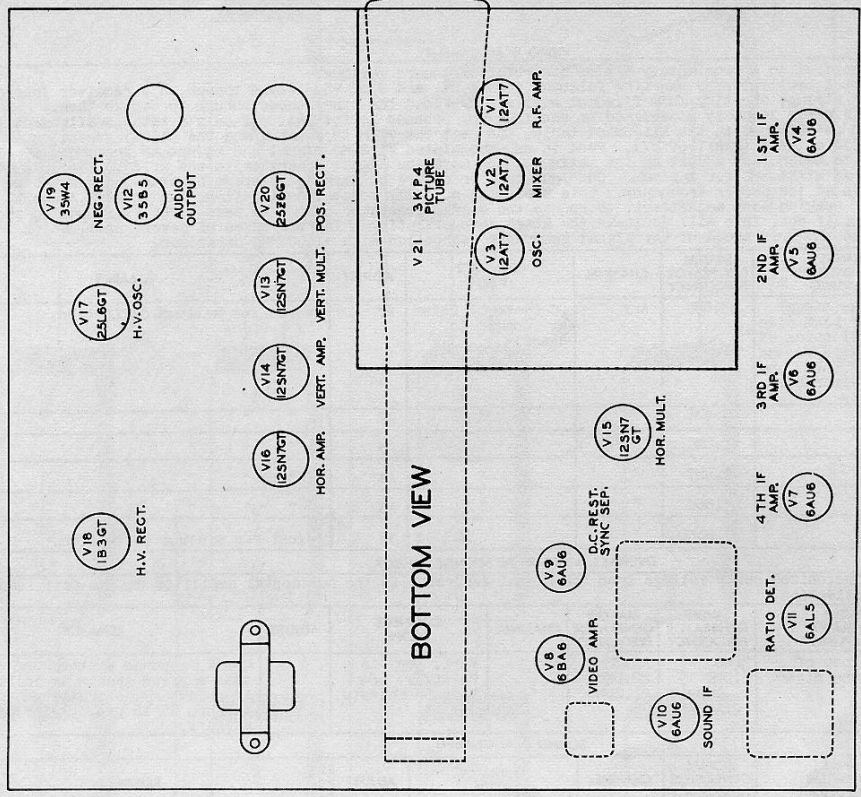 V19
35W4
NEG. RECT.
V12
35B5
AUDIO
OUTPUT
V20
25Z6GT
POS. RECT.
V17
25L6GT
H.V. OSC.
V13
12SN7GT
VERT. MULT.
V14
12SN7GT
VERT. AMP.
V16
12SN7GT
HOR. AMP.
V18
1B3GT
H.V. RECT.
V21
3KP4
PICTURE
TUBE
BOTTOM VIEW
V1
12AT7
R.F. AMP.
V2
12AT7
MIXER
V3
12AT7
OSC.
V15
12SN7
GT
HOR. MULT.
V9
6AU6
D.C. REST.
SYNC SEP.
V8
6BA6
VIDEO AMP.
V10
6AU6
SOUND IF
1ST IF
AMP.
V4
6AU6
2ND IF
AMP.
V5
6AU6
3RD IF
AMP.
V6
6AU6
4TH IF
AMP.
V7
6AU6
RATIO DET.
V11
6AL5